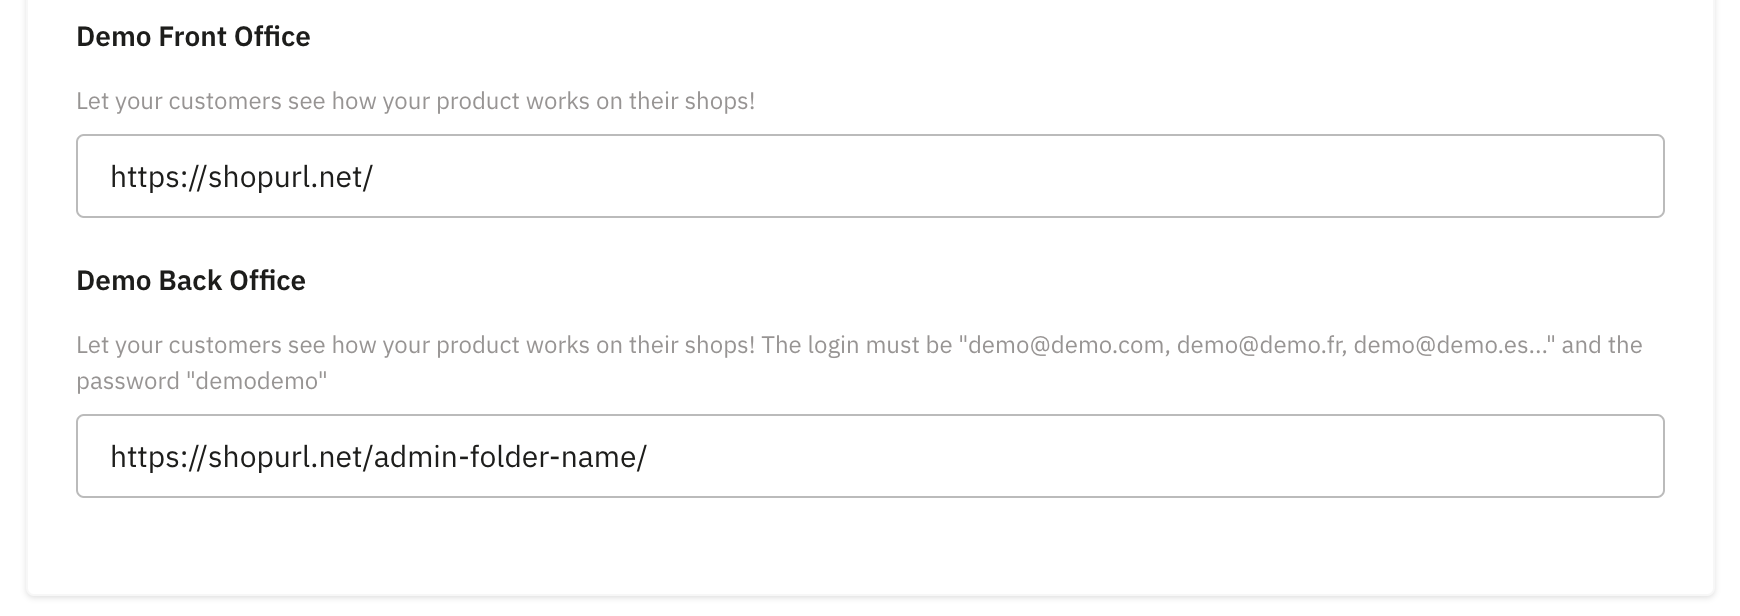 Demo Front Office
Let your customers see how your product works on their shops!
https://shopurl.net/
Demo Back Office
Let your customers see how your product works on their shops! The login must be "demo@demo.com, demo@demo.fr, demo@demo.es..." and the
password "demodemo"
https://shopurl.net/admin-folder-name/